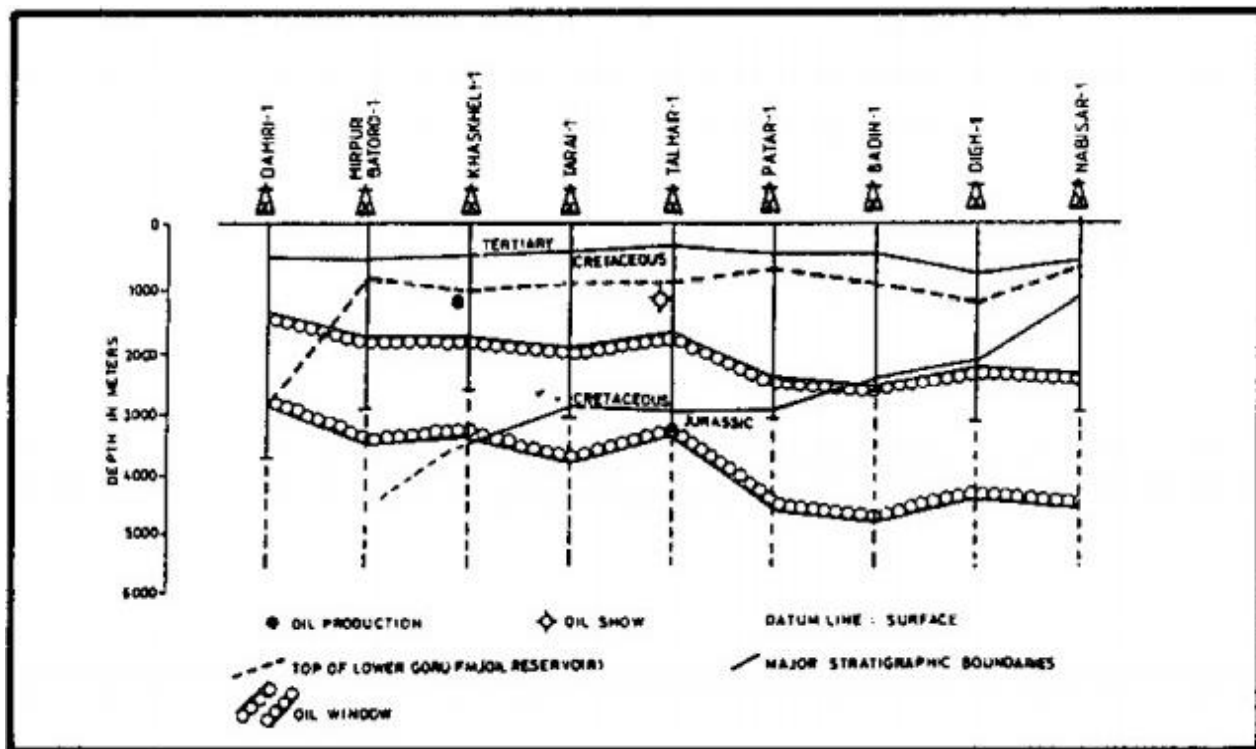 DAMIRI-1
MIRPUR
BATORO-1
KHASKHELI-1
TARAI-1
TALHAR-1
PATAR-1
BADIN-1
DIGH-1
NABISAR-1
0
1000
2000
3000
4000
5000
6000
DEPTH IN METERS
TERTIARY
CRETACEOUS
CRETACEOUS
JURASSIC
OIL PRODUCTION
OIL SHOW
DATUM LINE : SURFACE
TOP OF LOWER GORU FM.(OIL RESERVOIR)
MAJOR STRATIGRAPHIC BOUNDARIES
OIL WINDOW